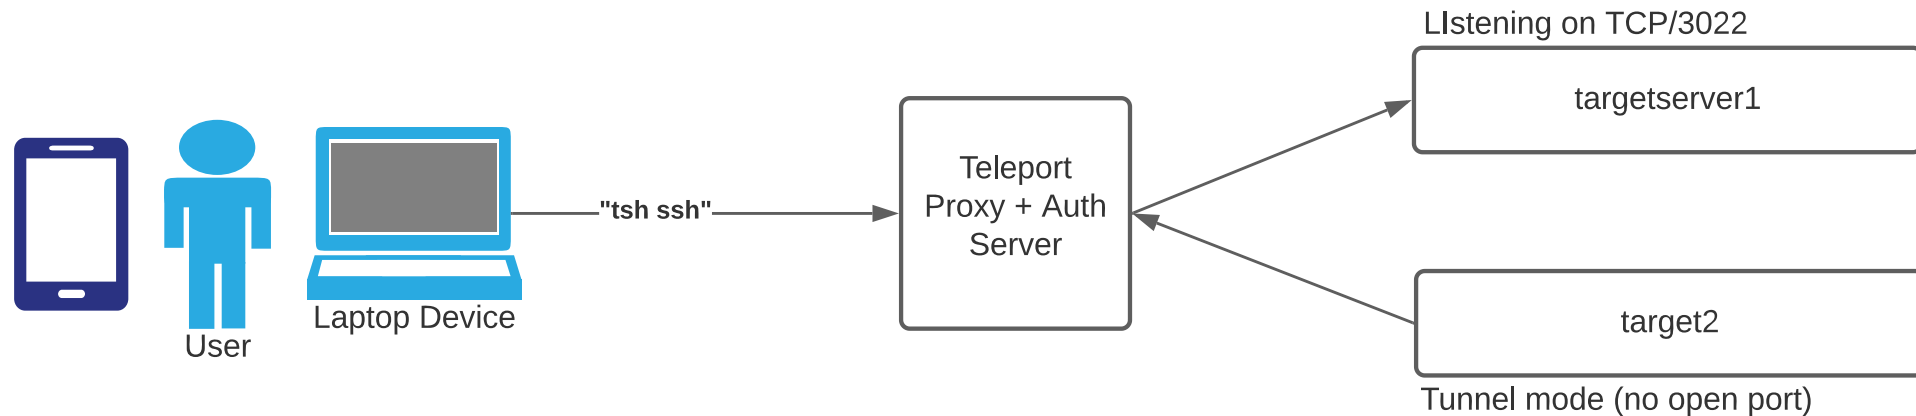 LIstening on TCP/3022
targetserver1
Teleport
Proxy + Auth
Server
"tsh ssh"
Laptop Device
User
target2
Tunnel mode (no open port)